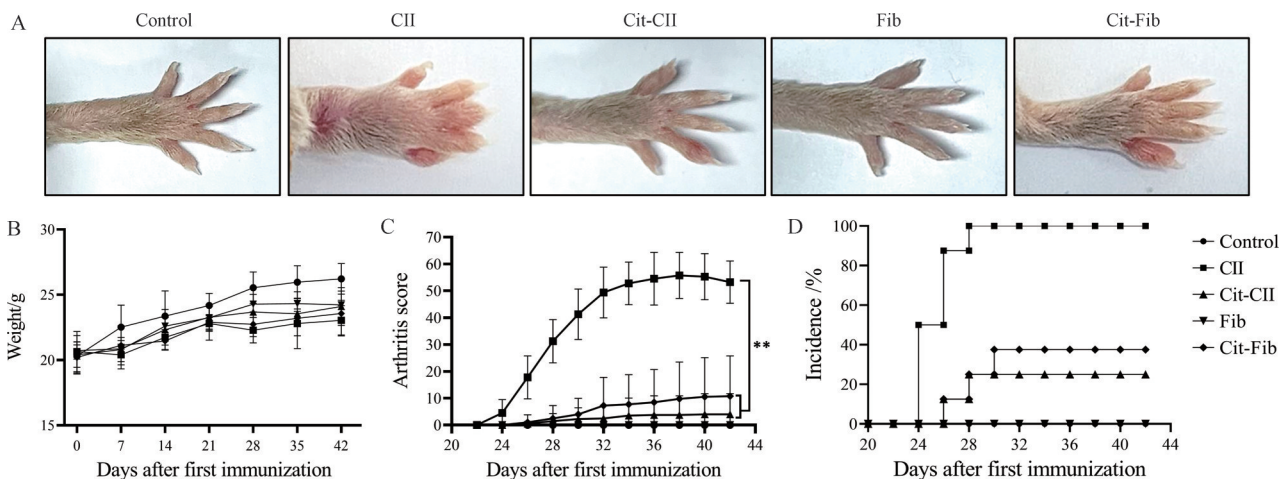 A
Control
CII
Cit-CII
Fib
Cit-Fib
B
30
25
20
15
Weight/g
0 7 14 21 28 35 42
Days after first immunization
C
70
60
50
40
30
20
10
0
Arthritis score
**
20 24 28 32 36 40 44
Days after first immunization
D
100
80
60
40
20
0
Incidence /%
20 24 28 32 36 40 44
Days after first immunization
Control
CII
Cit-CII
Fib
Cit-Fib